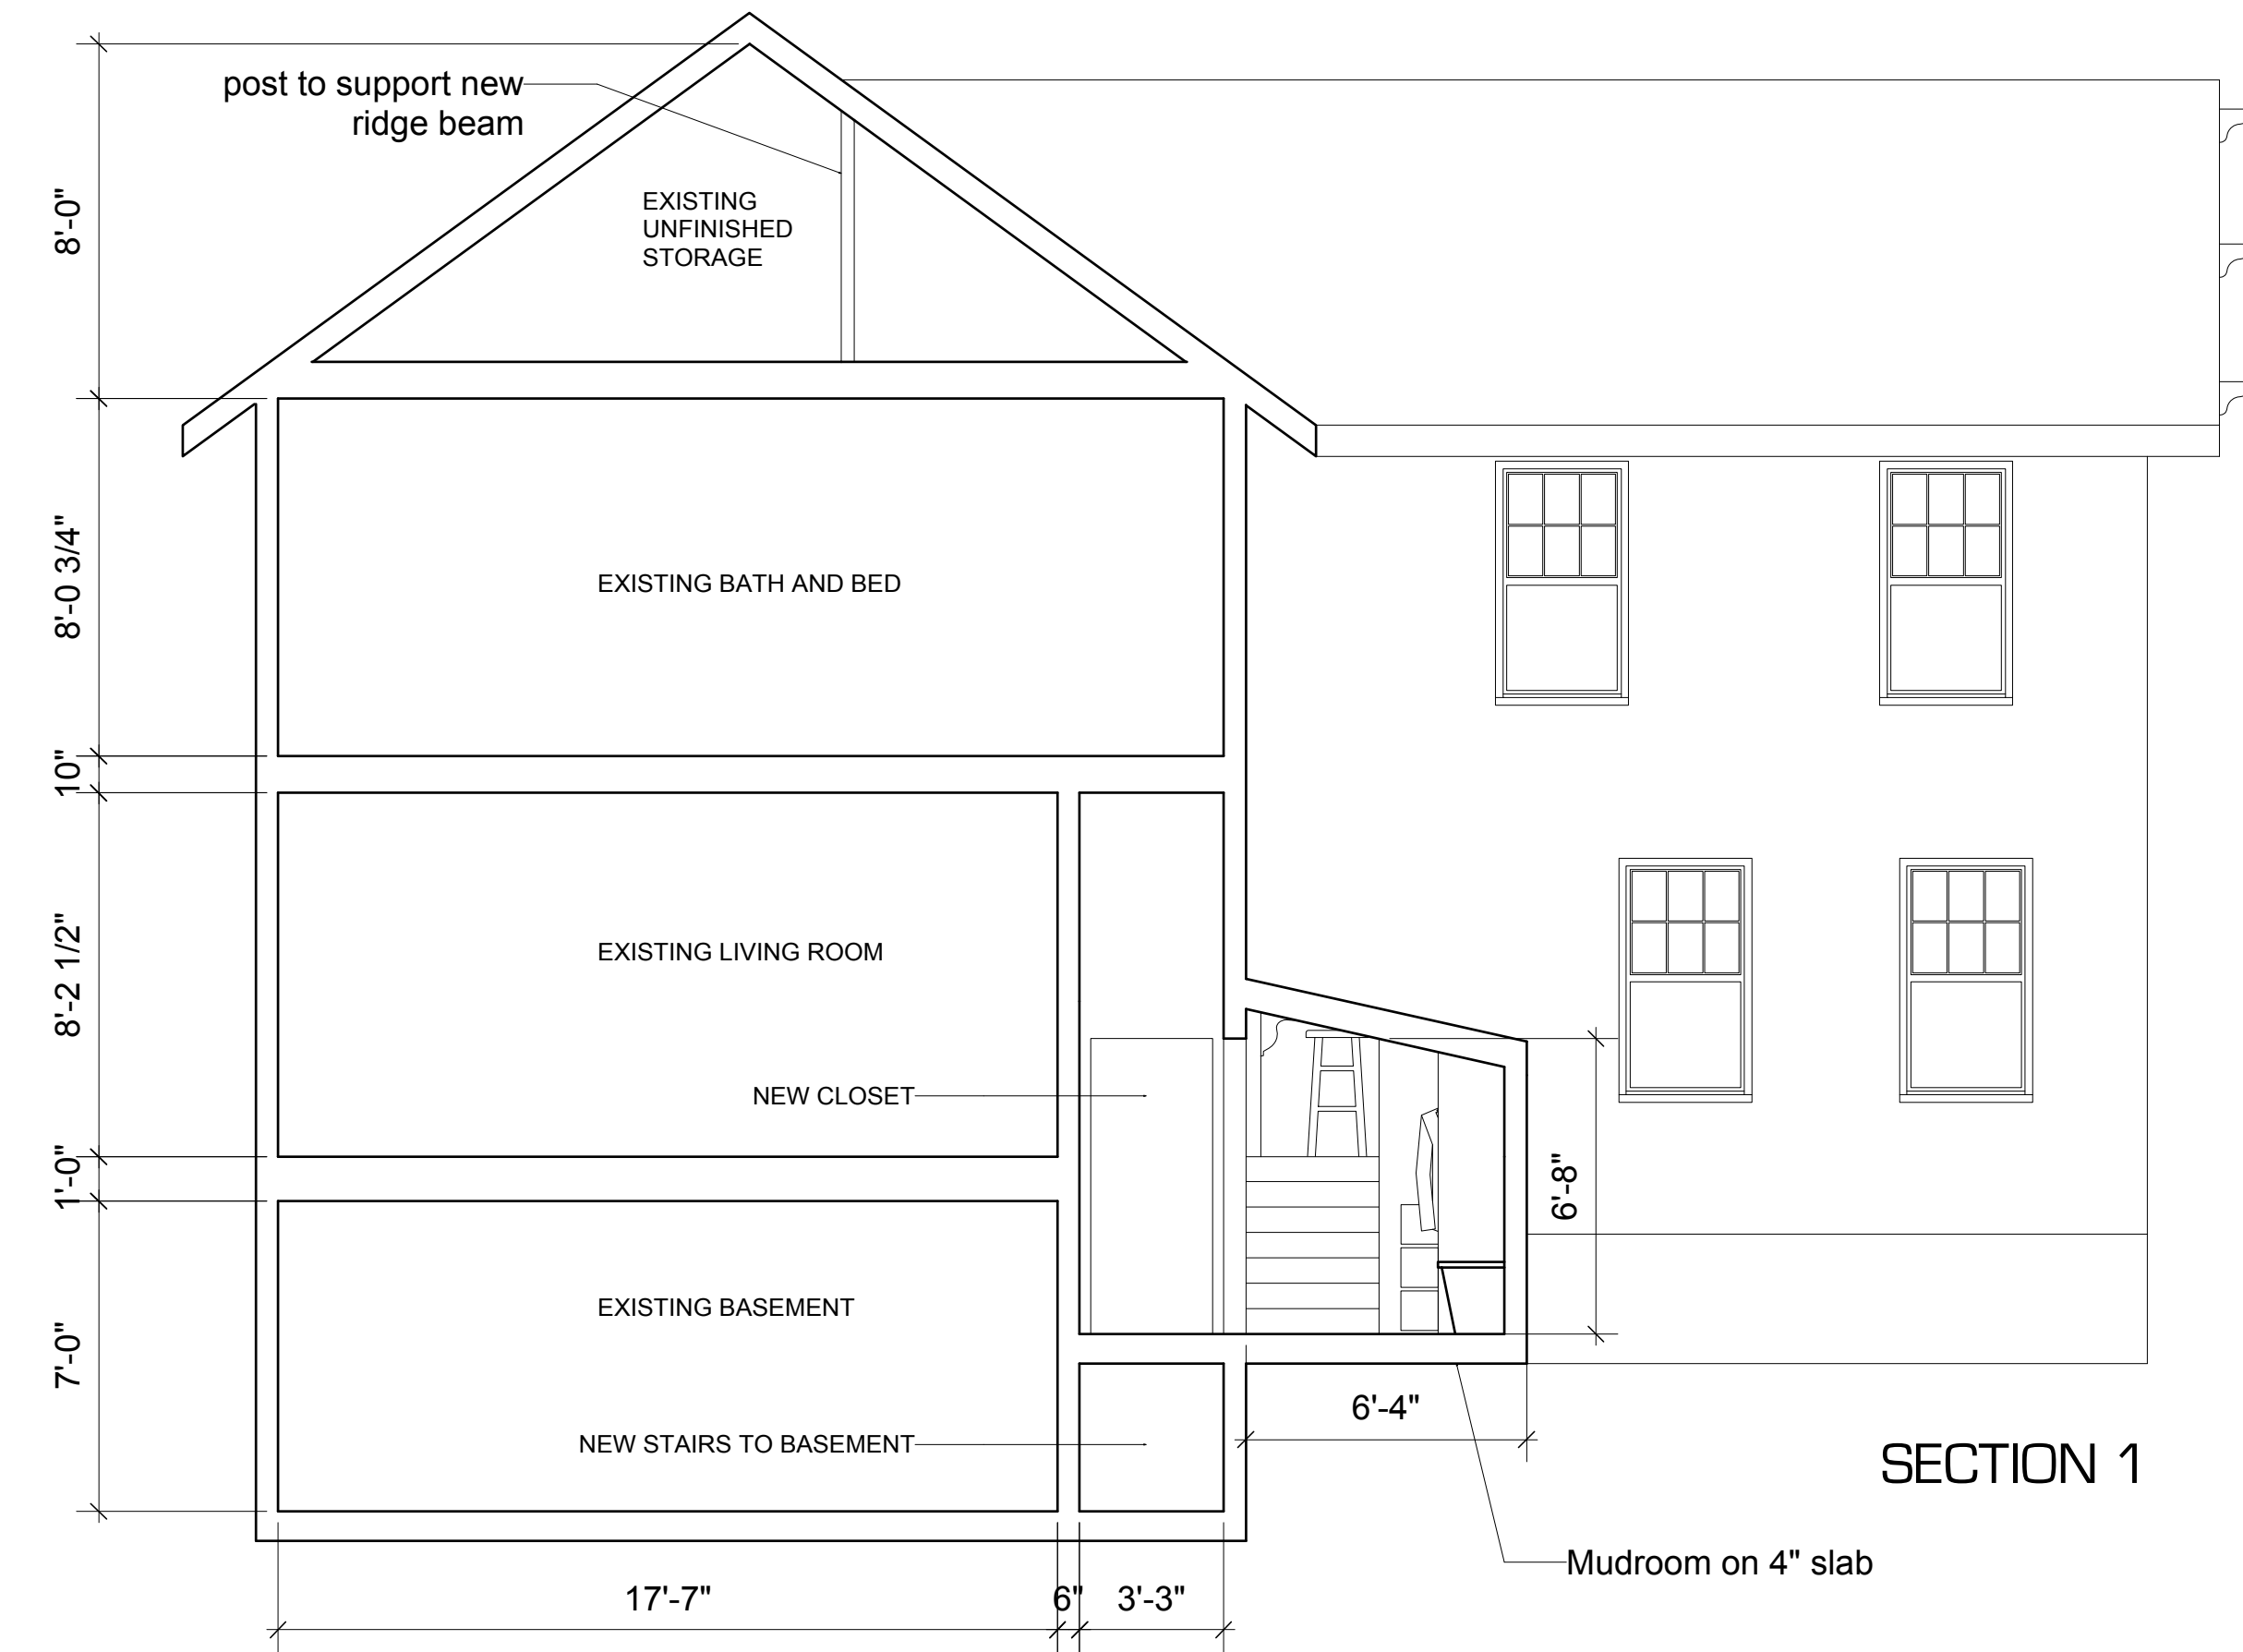 post to support new
ridge beam
8'-0"
EXISTING
UNFINISHED
STORAGE
8'-0 3/4"
EXISTING BATH AND BED
10"
8'-2 1/2"
EXISTING LIVING ROOM
NEW CLOSET
1'-0"
6'-8"
EXISTING BASEMENT
7'-0"
6'-4"
NEW STAIRS TO BASEMENT
SECTION 1
Mudroom on 4" slab
17'-7"
6"
3'-3"